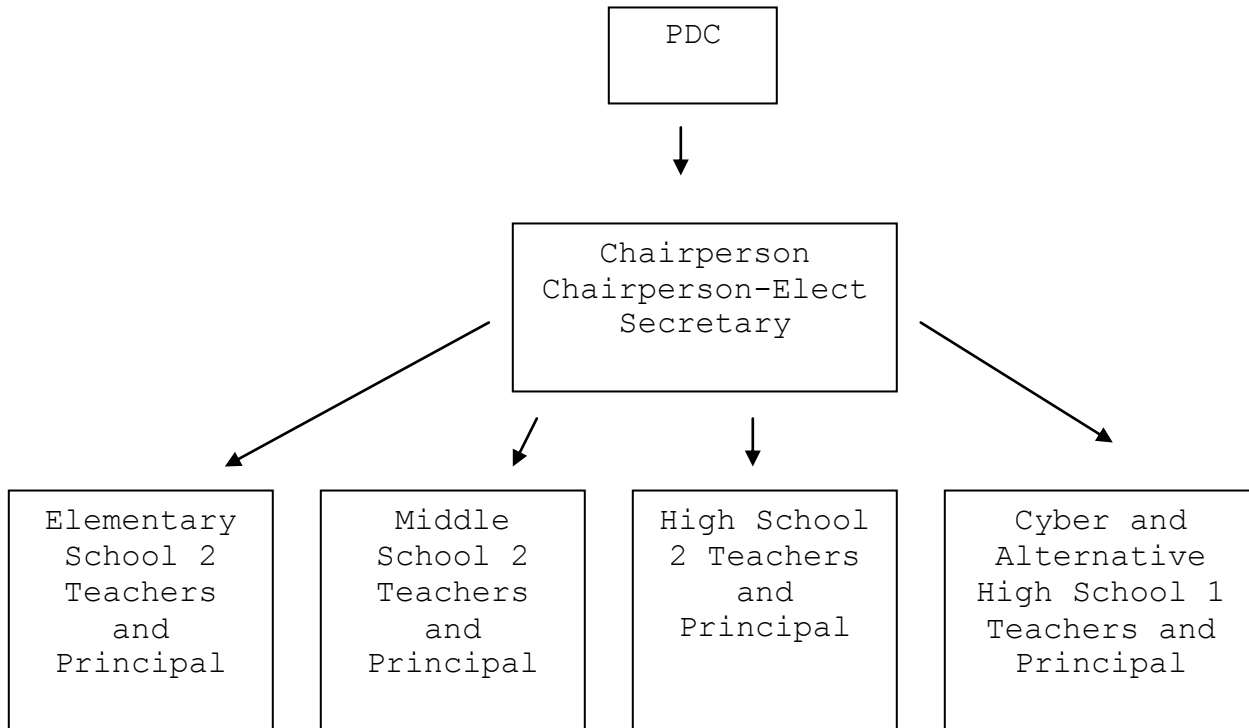 PDC
Chairperson
Chairperson-Elect
Secretary
Elementary
School 2
Teachers
and
Principal
Middle
School 2
Teachers
and
Principal
High School
2 Teachers
and
Principal
Cyber and
Alternative
High School 1
Teachers and
Principal